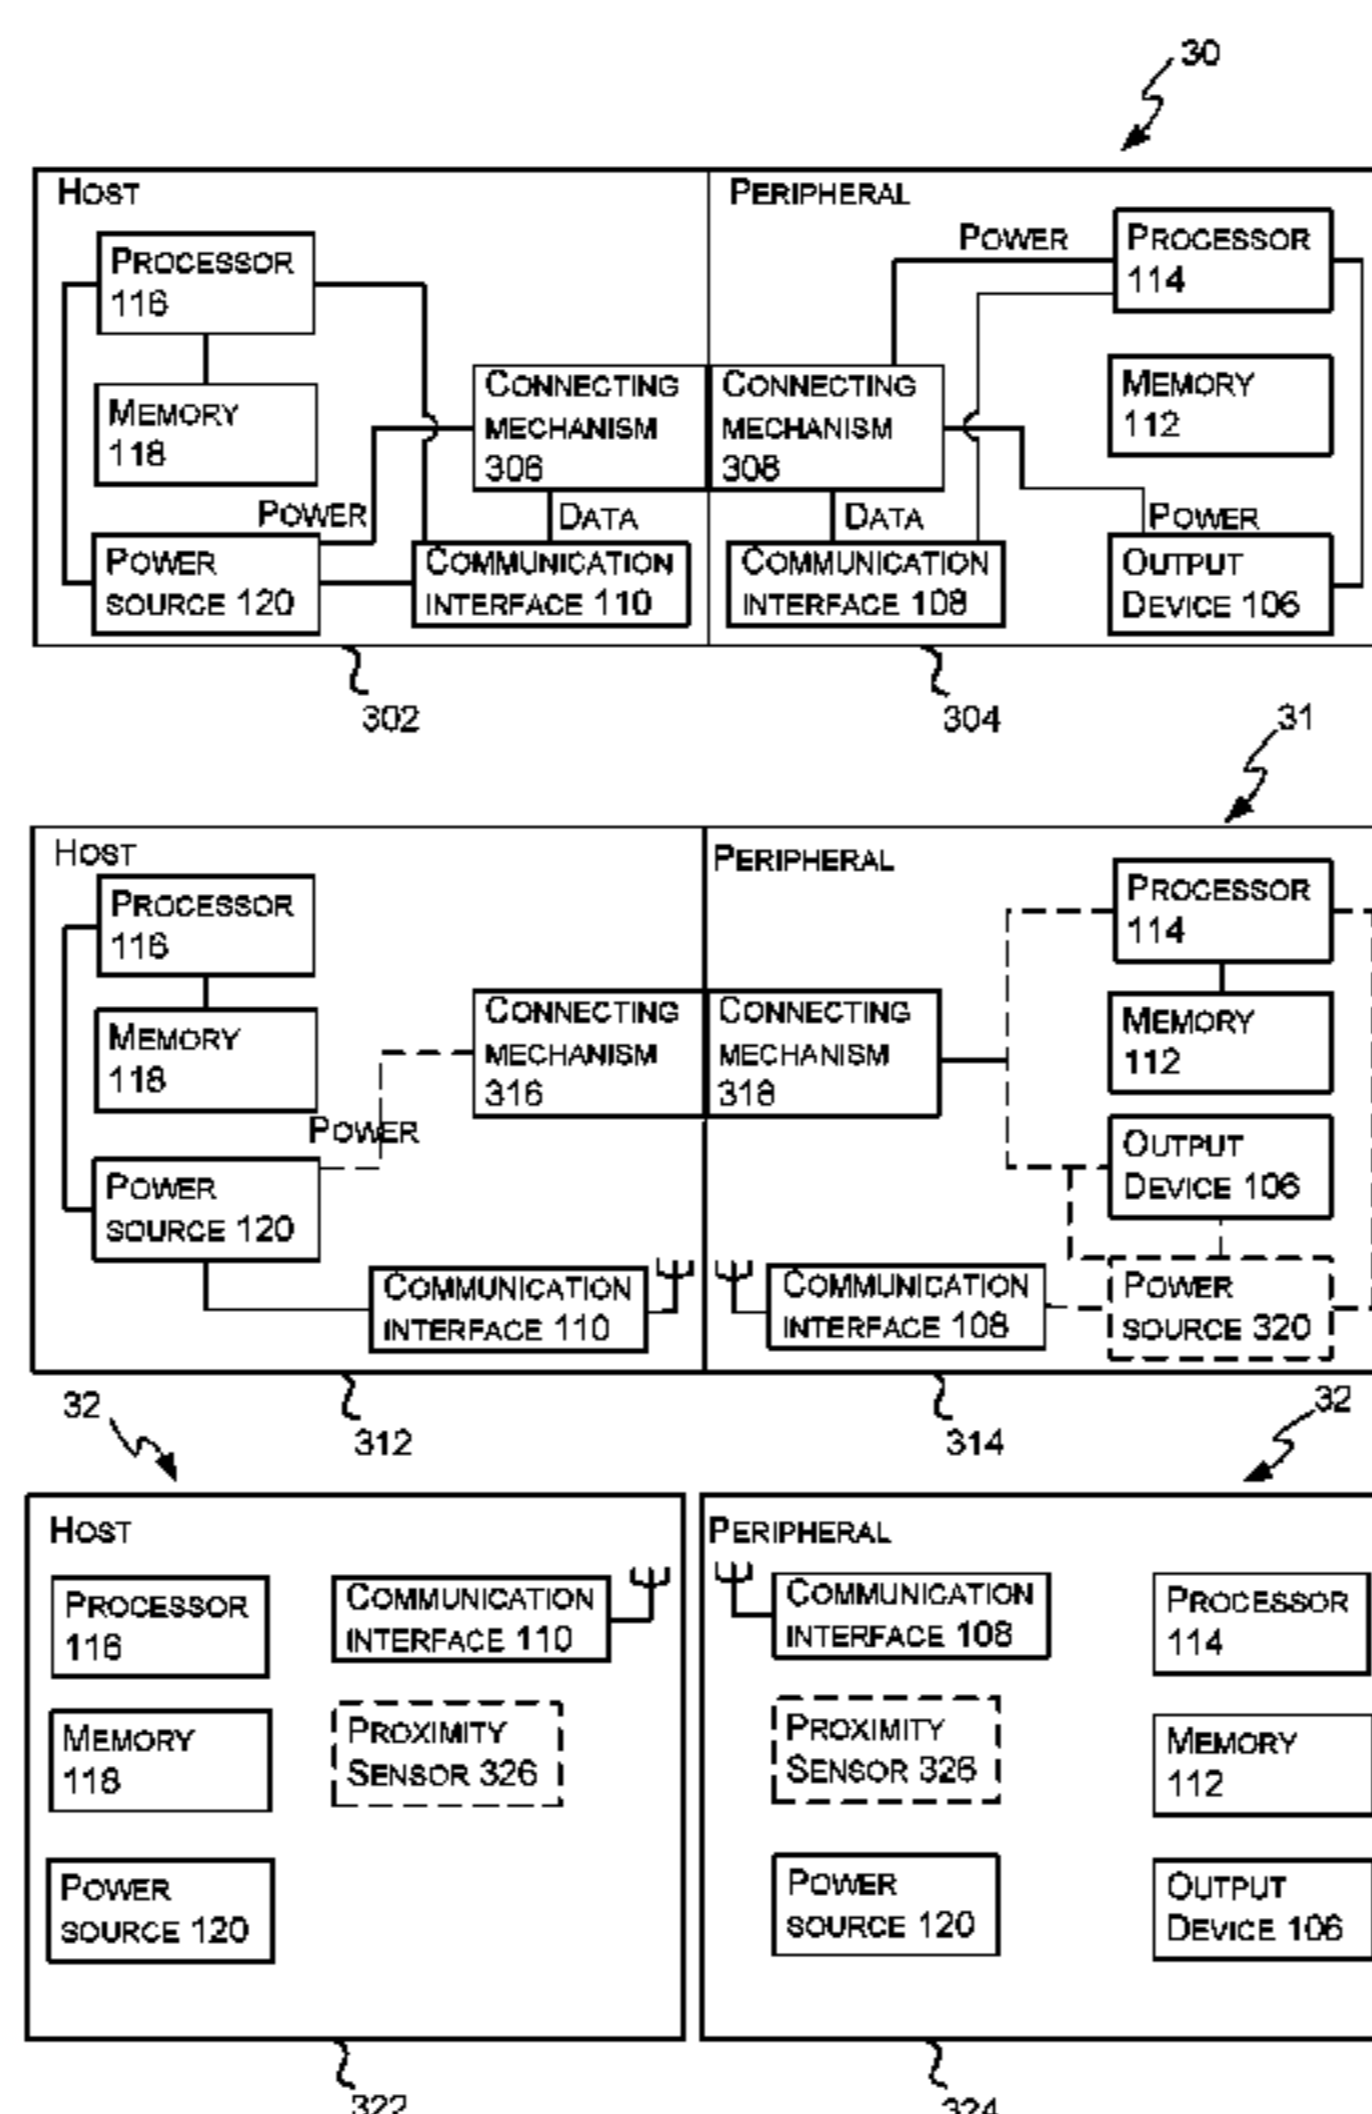 30
HOST
PERIPHERAL
PROCESSOR
116
POWER
PROCESSOR
114
MEMORY
118
CONNECTING
MECHANISM
306
CONNECTING
MECHANISM
308
MEMORY
112
POWER
DATA
DATA
POWER
POWER
SOURCE 120
COMMUNICATION
INTERFACE 110
COMMUNICATION
INTERFACE 108
OUTPUT
DEVICE 106
302
304
31
HOST
PERIPHERAL
PROCESSOR
116
PROCESSOR
114
MEMORY
118
CONNECTING
MECHANISM
316
CONNECTING
MECHANISM
318
MEMORY
112
POWER
OUTPUT
DEVICE 106
POWER
SOURCE 120
COMMUNICATION
INTERFACE 110
COMMUNICATION
INTERFACE 108
POWER
SOURCE 320
312
314
32
32
HOST
PERIPHERAL
PROCESSOR
116
COMMUNICATION
INTERFACE 110
COMMUNICATION
INTERFACE 108
PROCESSOR
114
MEMORY
118
PROXIMITY
SENSOR 326
PROXIMITY
SENSOR 326
MEMORY
112
POWER
SOURCE 120
POWER
SOURCE 120
OUTPUT
DEVICE 106
322
324